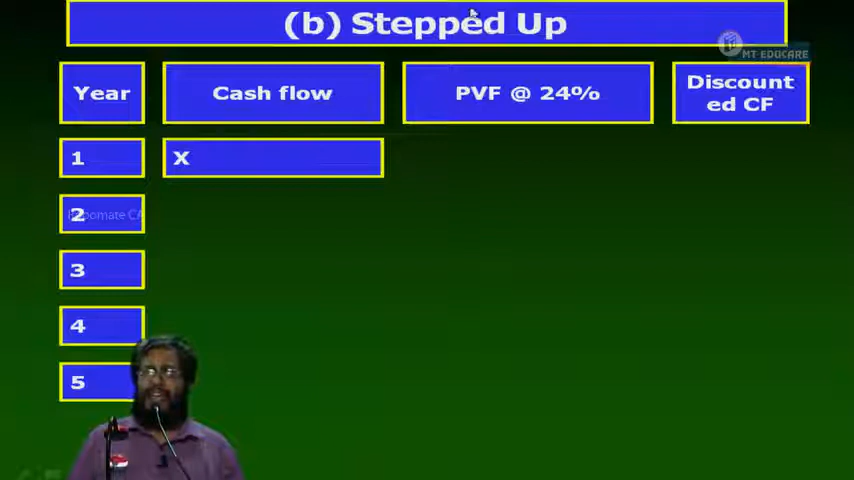 (b) Stepped Up
MT EDUCARE
Year Cash flow PVF @ 24% Discount
ed CF
1 X
2
3
4
5